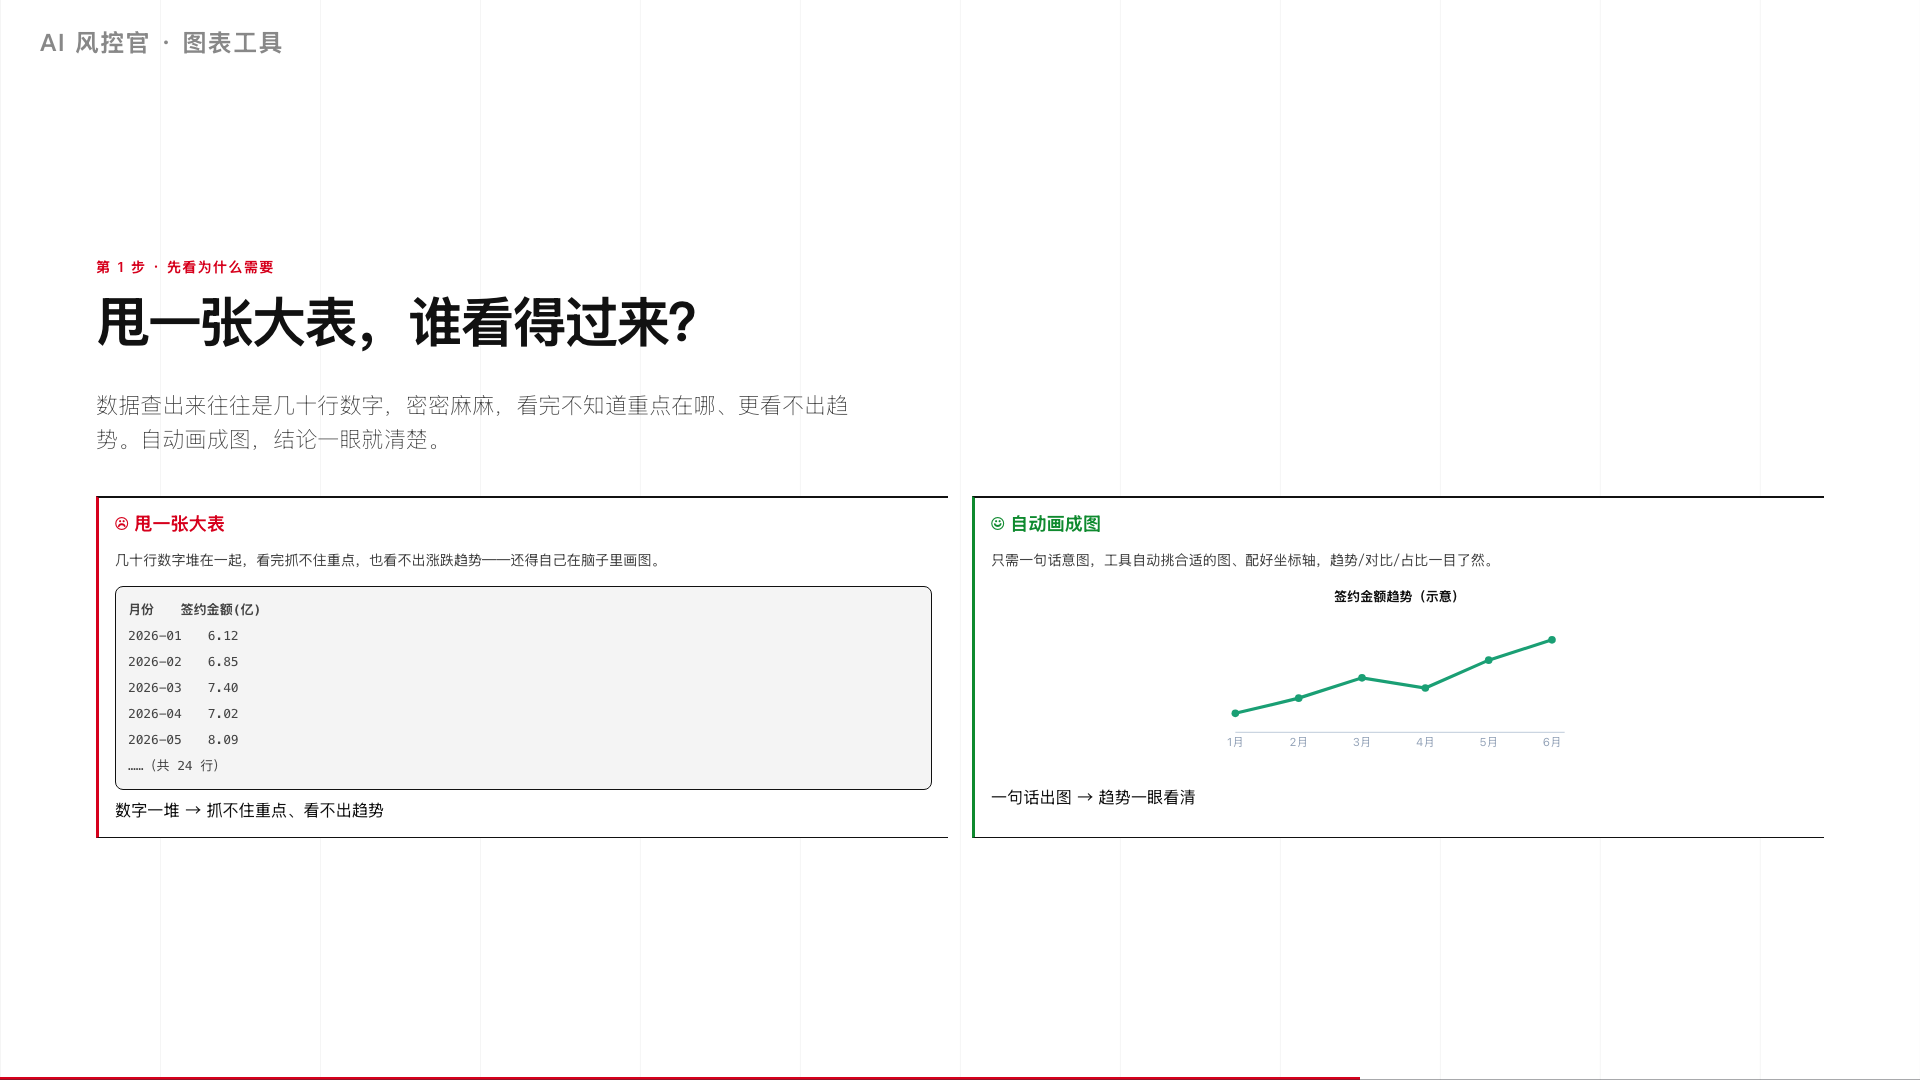 AI 风控官 · 图表工具
第 1 步 · 先看为什么需要
甩一张大表，谁看得过来？
数据查出来往往是几十行数字，密密麻麻，看完不知道重点在哪、更看不出趋
势。自动画成图，结论一眼就清楚。
☹ 甩一张大表
几十行数字堆在一起，看完抓不住重点，也看不出涨跌趋势——还得自己在脑子里画图。
月份 签约金额(亿)
2026-01 6.12
2026-02 6.85
2026-03 7.40
2026-04 7.02
2026-05 8.09
……（共 24 行）
数字一堆 → 抓不住重点、看不出趋势
☺ 自动画成图
只需一句话意图，工具自动挑合适的图、配好坐标轴，趋势/对比/占比一目了然。
签约金额趋势（示意）
1月 2月 3月 4月 5月 6月
一句话出图 → 趋势一眼看清